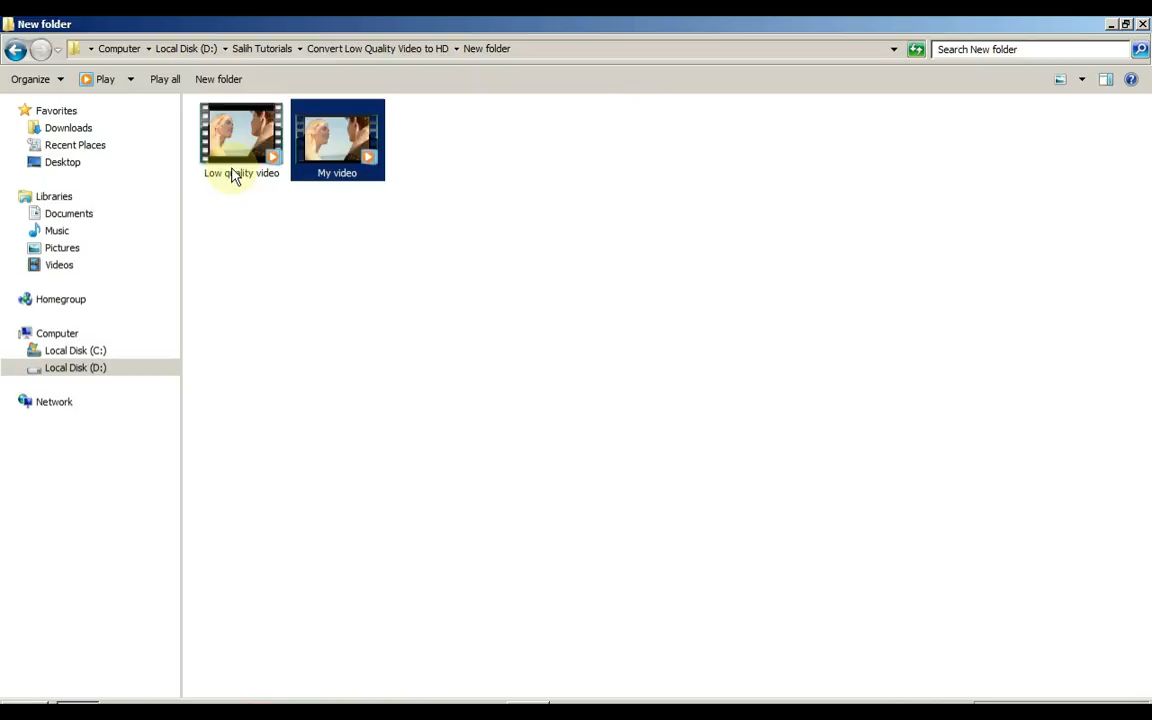 New folder
Computer Local Disk (D:) Salih Tutorials Convert Low Quality Video to HD New folder
Search New folder
Organize Play Play all New folder
Favorites
Downloads
Recent Places
Desktop
Libraries
Documents
Music
Pictures
Videos
Homegroup
Computer
Local Disk (C:)
Local Disk (D:)
Network
Low quality video
My video